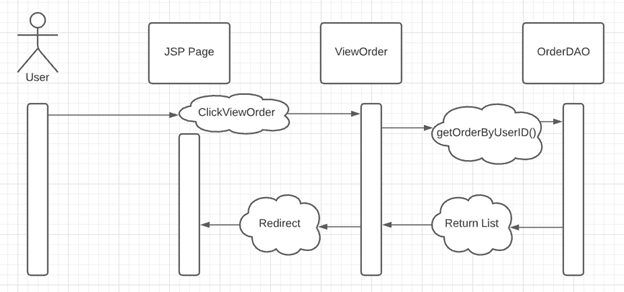 JSP Page
ViewOrder
OrderDAO
User
ClickViewOrder
getOrderByUserID()
Redirect
Return List